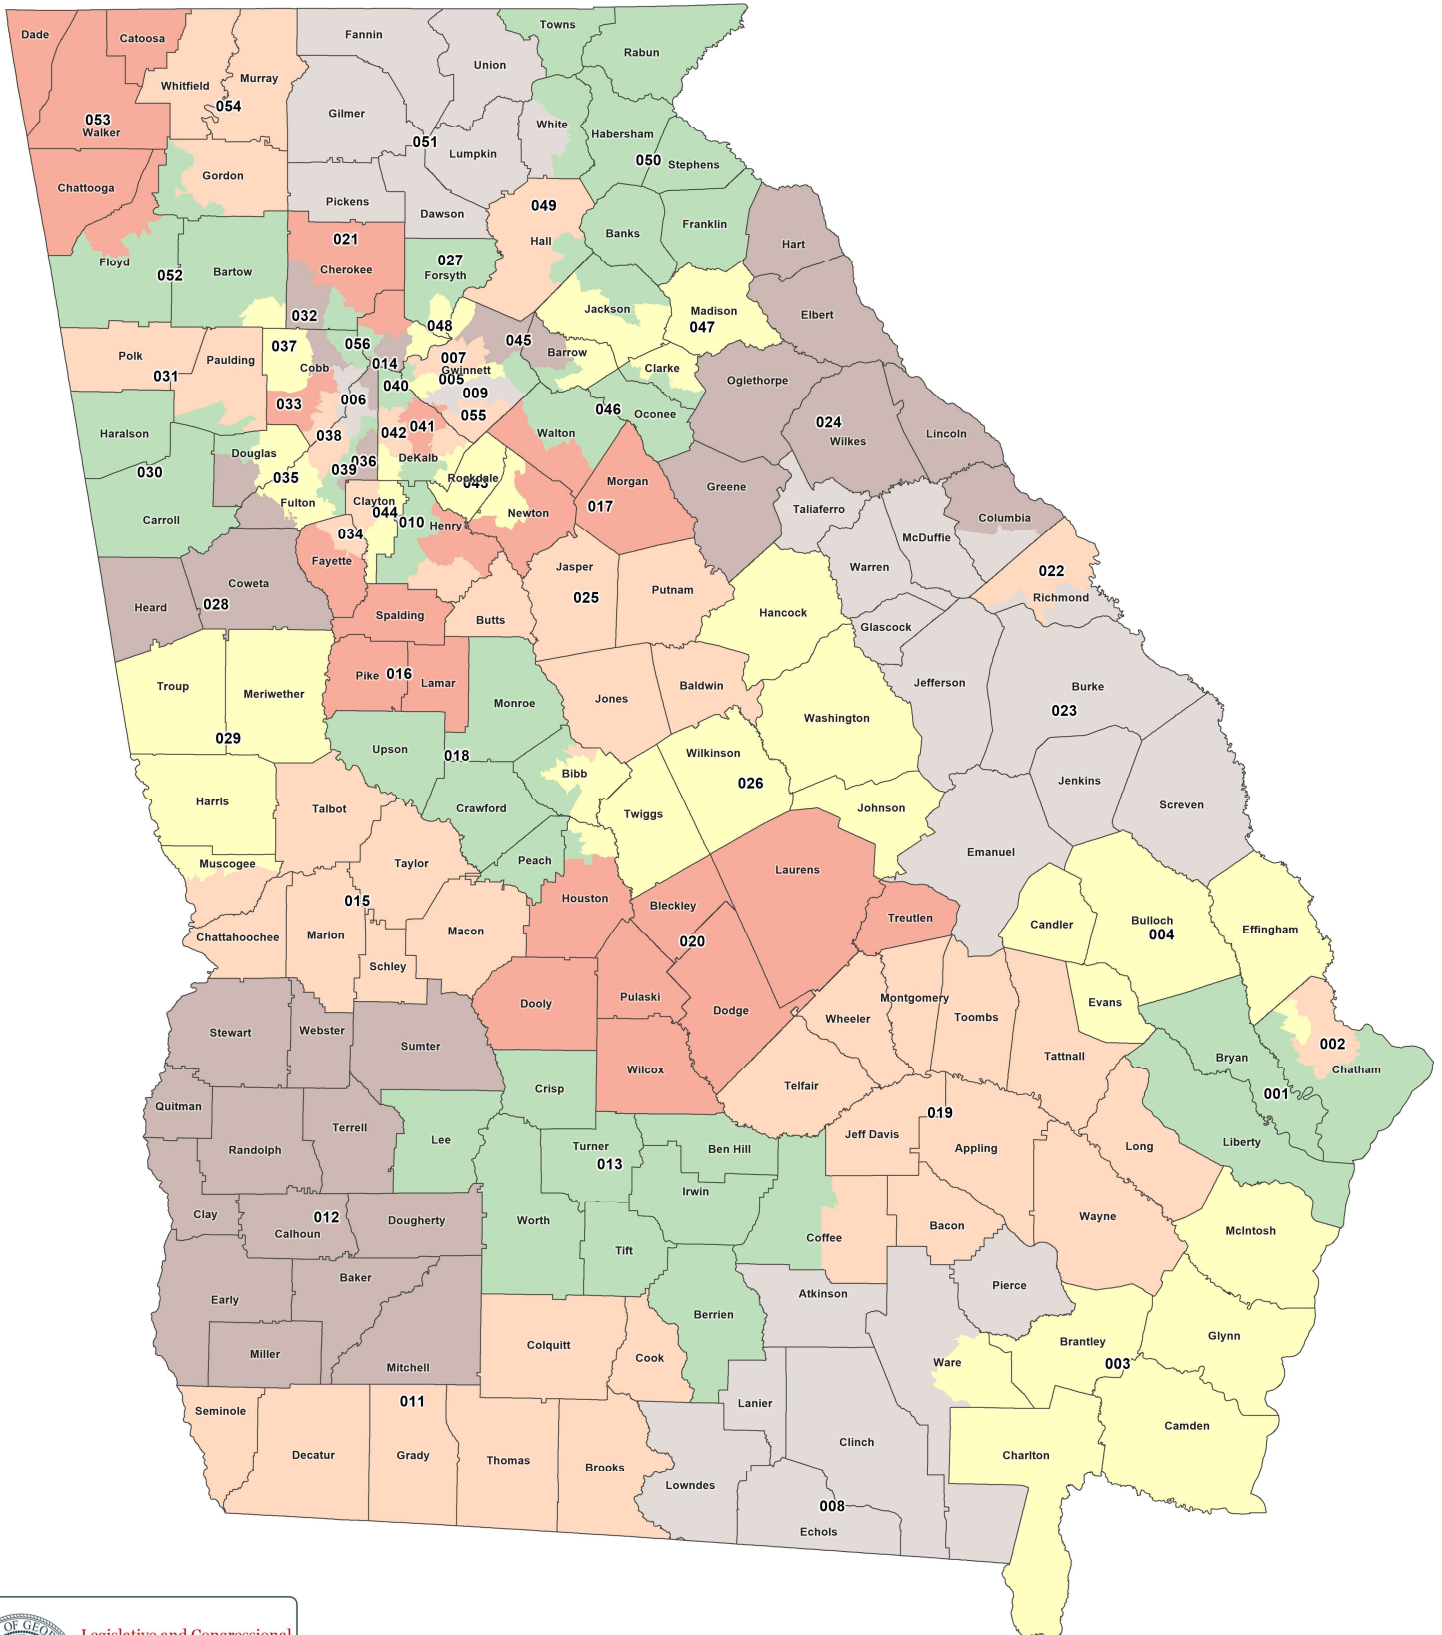 Towns
Dade
Catoosa
Fannin
Rabun
Union
Whitfield
Murray
054
Gilmer
053
Walker
White
Habersham
051
Lumpkin
050
Stephens
Gordon
Chattooga
Pickens
049
Dawson
Franklin
Banks
021
Hall
Hart
027
Floyd
052
Bartow
Cherokee
Forsyth
Jackson
Madison
047
Elbert
032
048
045
037
056
Polk
Paulding
Cobb
014
007
Gwinnett
Barrow
Clarke
031
040
005
009
Oglethorpe
006
033
055
046
Oconee
024
Haralson
038
042
041
Walton
Wilkes
Lincoln
030
Douglas
036
039
DeKalb
035
Rockdale
043
Morgan
Greene
Fulton
Clayton
044
017
Newton
Taliaferro
Carroll
010
Henry
Columbia
034
McDuffie
Fayette
Jasper
Warren
022
Coweta
025
Putnam
Richmond
Heard
028
Spalding
Butts
Hancock
Glascock
Troup
Meriwether
Pike
016
Lamar
Baldwin
Jefferson
Burke
Monroe
Jones
023
029
Washington
Upson
018
Wilkinson
Bibb
026
Jenkins
Harris
Talbot
Crawford
Twiggs
Johnson
Screven
Muscogee
Taylor
Peach
Emanuel
Laurens
015
Houston
Bleckley
Treutlen
Candler
Bulloch
004
Effingham
Chattahoochee
Marion
Macon
020
Schley
Dooly
Pulaski
Dodge
Montgomery
Evans
Stewart
Webster
Wheeler
Toombs
Sumter
Tattnall
002
Bryan
Wilcox
Chatham
Crisp
Telfair
001
Quitman
019
Terrell
Lee
Jeff Davis
Liberty
Randolph
Turner
013
Ben Hill
Appling
Long
Irwin
Clay
012
Calhoun
Dougherty
Worth
Wayne
Bacon
McIntosh
Coffee
Tift
Baker
Pierce
Early
Atkinson
Berrien
Brantley
Glynn
Miller
Mitchell
Colquitt
Cook
Ware
003
Seminole
011
Lanier
Camden
Clinch
Decatur
Grady
Thomas
Brooks
Charlton
Lowndes
008
Echols
OF GEO
Legislative and Congressional